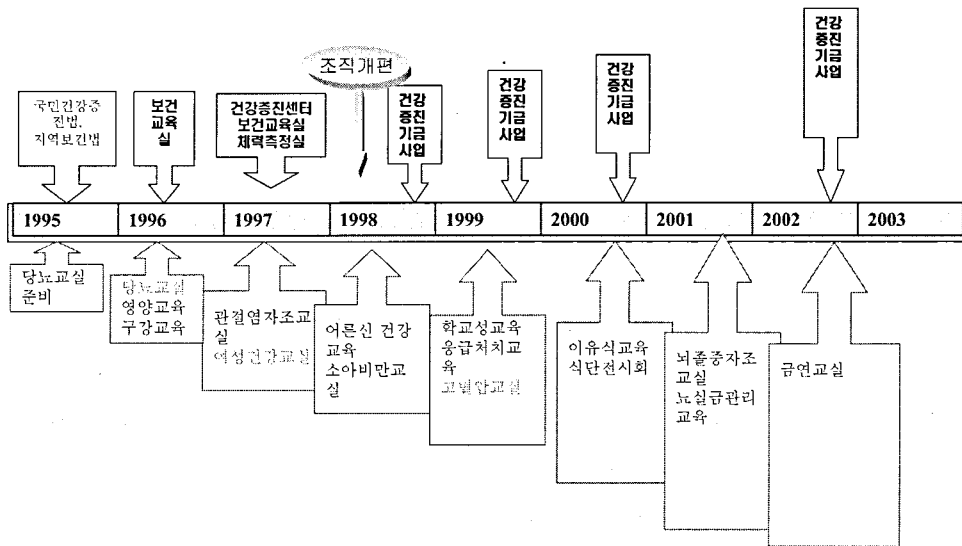 조직개편
국민건강증
진법,
지역보건법
보건
교육
실
건강증진센터
보건교육실
체력측정실
건강
증진
기금
사업
건강
증진
기금
사업
건강
증진
기금
사업
건강
증진
기금
사업
1995 1996 1997 1998 1999 2000 2001 2002 2003
당뇨교실
준비
당뇨교실
영양교육
구강교육
관절염자조교
실
여성건강교실
어른신 건강
교육
소아비만교
실
학교성교육
응급처치교
육
고혈압교실
이유식교육
식단전시회
뇌졸중자조
교실
뇨실금관리
교육
금연교실